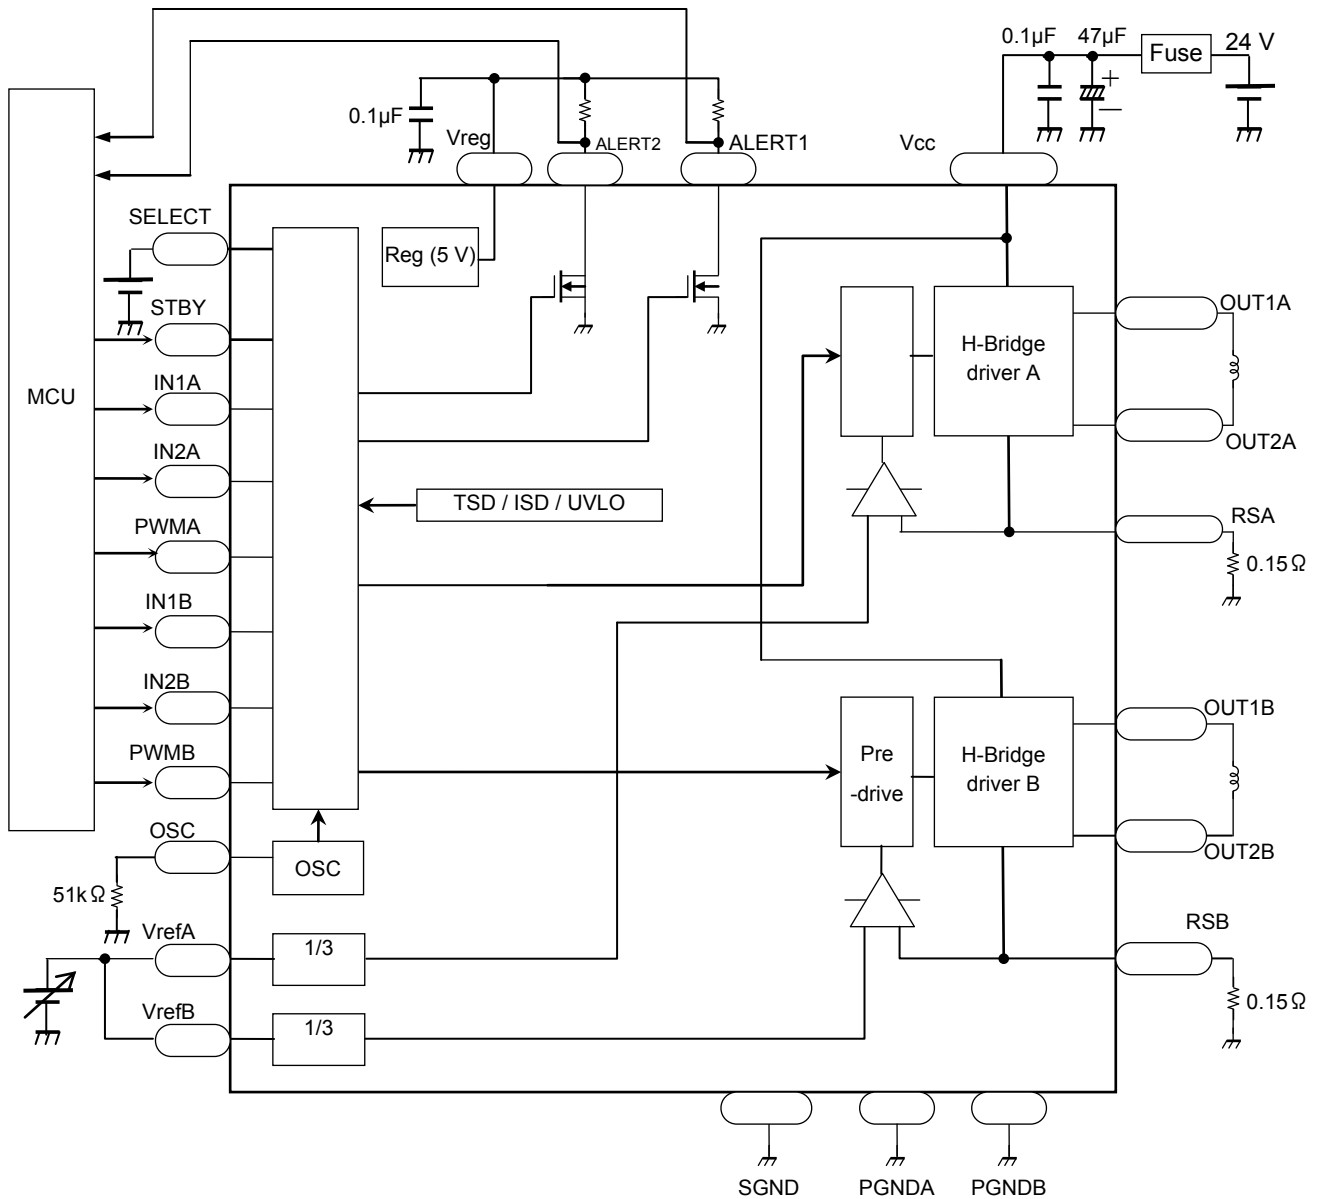 0.1μF
47μF
Fuse
24 V
0.1μF
Vreg
ALERT2
ALERT1
Vcc
SELECT
Reg (5 V)
STBY
OUT1A
H-Bridge
driver A
MCU
IN1A
OUT2A
IN2A
TSD / ISD / UVLO
RSA
PWMA
0.15Ω
IN1B
IN2B
OUT1B
PWMB
Pre
-drive
H-Bridge
driver B
OSC
OUT2B
OSC
51kΩ
VrefA
1/3
RSB
VrefB
1/3
0.15Ω
SGND
PGNDA
PGNDB